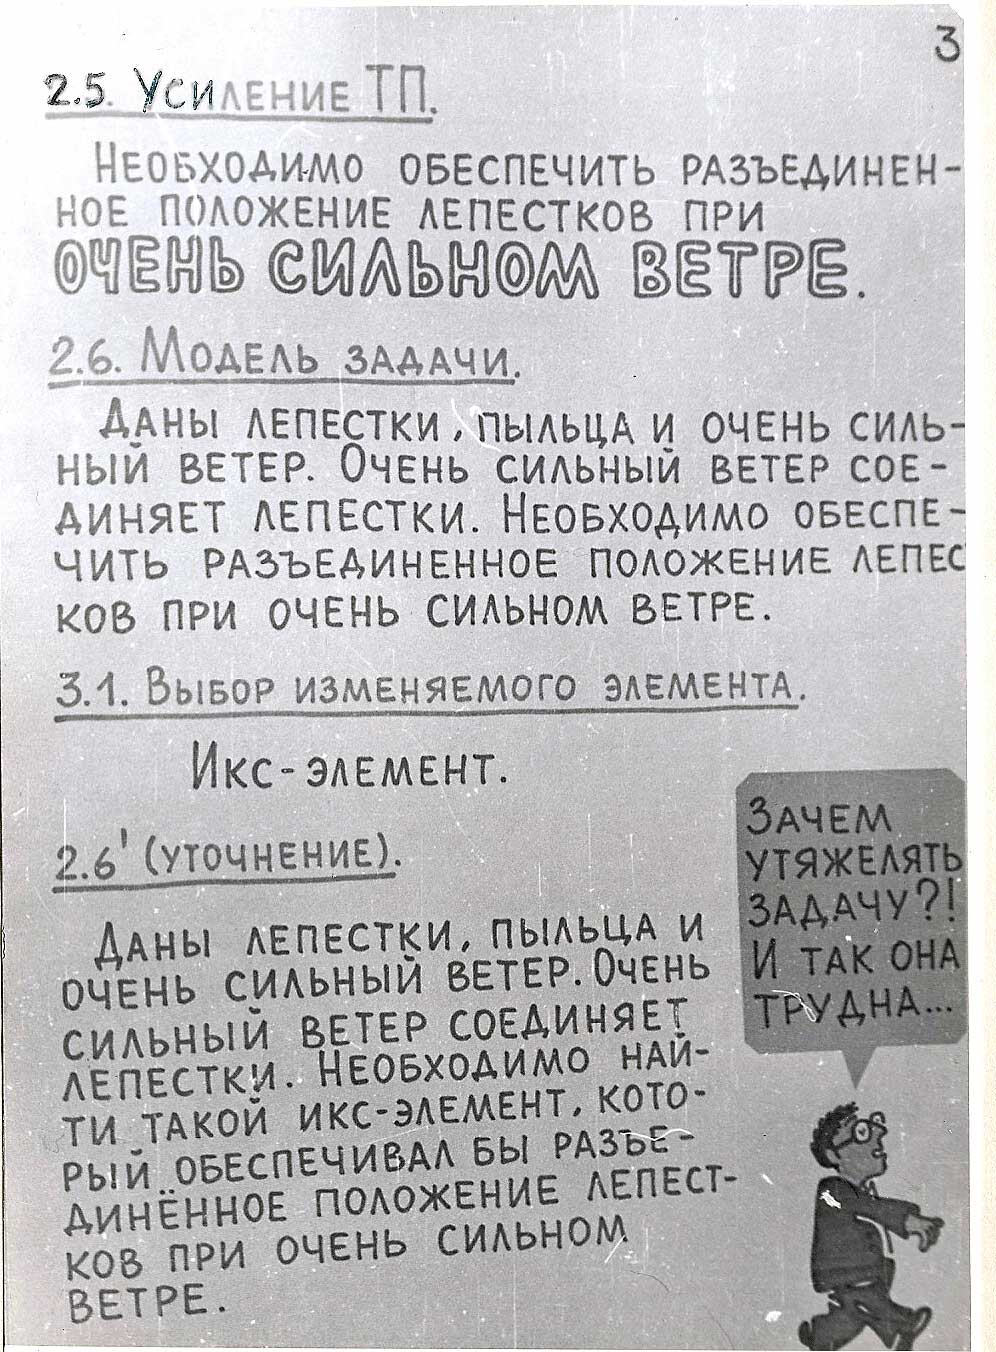 3
2.5. Усиление ТП.
Необходимо обеспечить разъединен-
ное положение лепестков при
ОЧЕНЬ СИЛЬНОМ ВЕТРЕ.
2.6. Модель задачи.
Даны лепестки, пыльца и очень силь-
ный ветер. Очень сильный ветер сое-
диняет лепестки. Необходимо обеспе-
чить разъединенное положение лепес
ков при очень сильном ветре.
3.1. Выбор изменяемого элемента.
Икс-элемент.
2.6' (уточнение).
Даны лепестки, пыльца и
очень сильный ветер. Очень
сильный ветер соединяет
лепестки. Необходимо най-
ти такой икс-элемент, кото-
рый обеспечивал бы разъе-
динённое положение лепест-
ков при очень сильном
ветре.
Зачем
утяжелять
задачу?!
И так она
трудна...